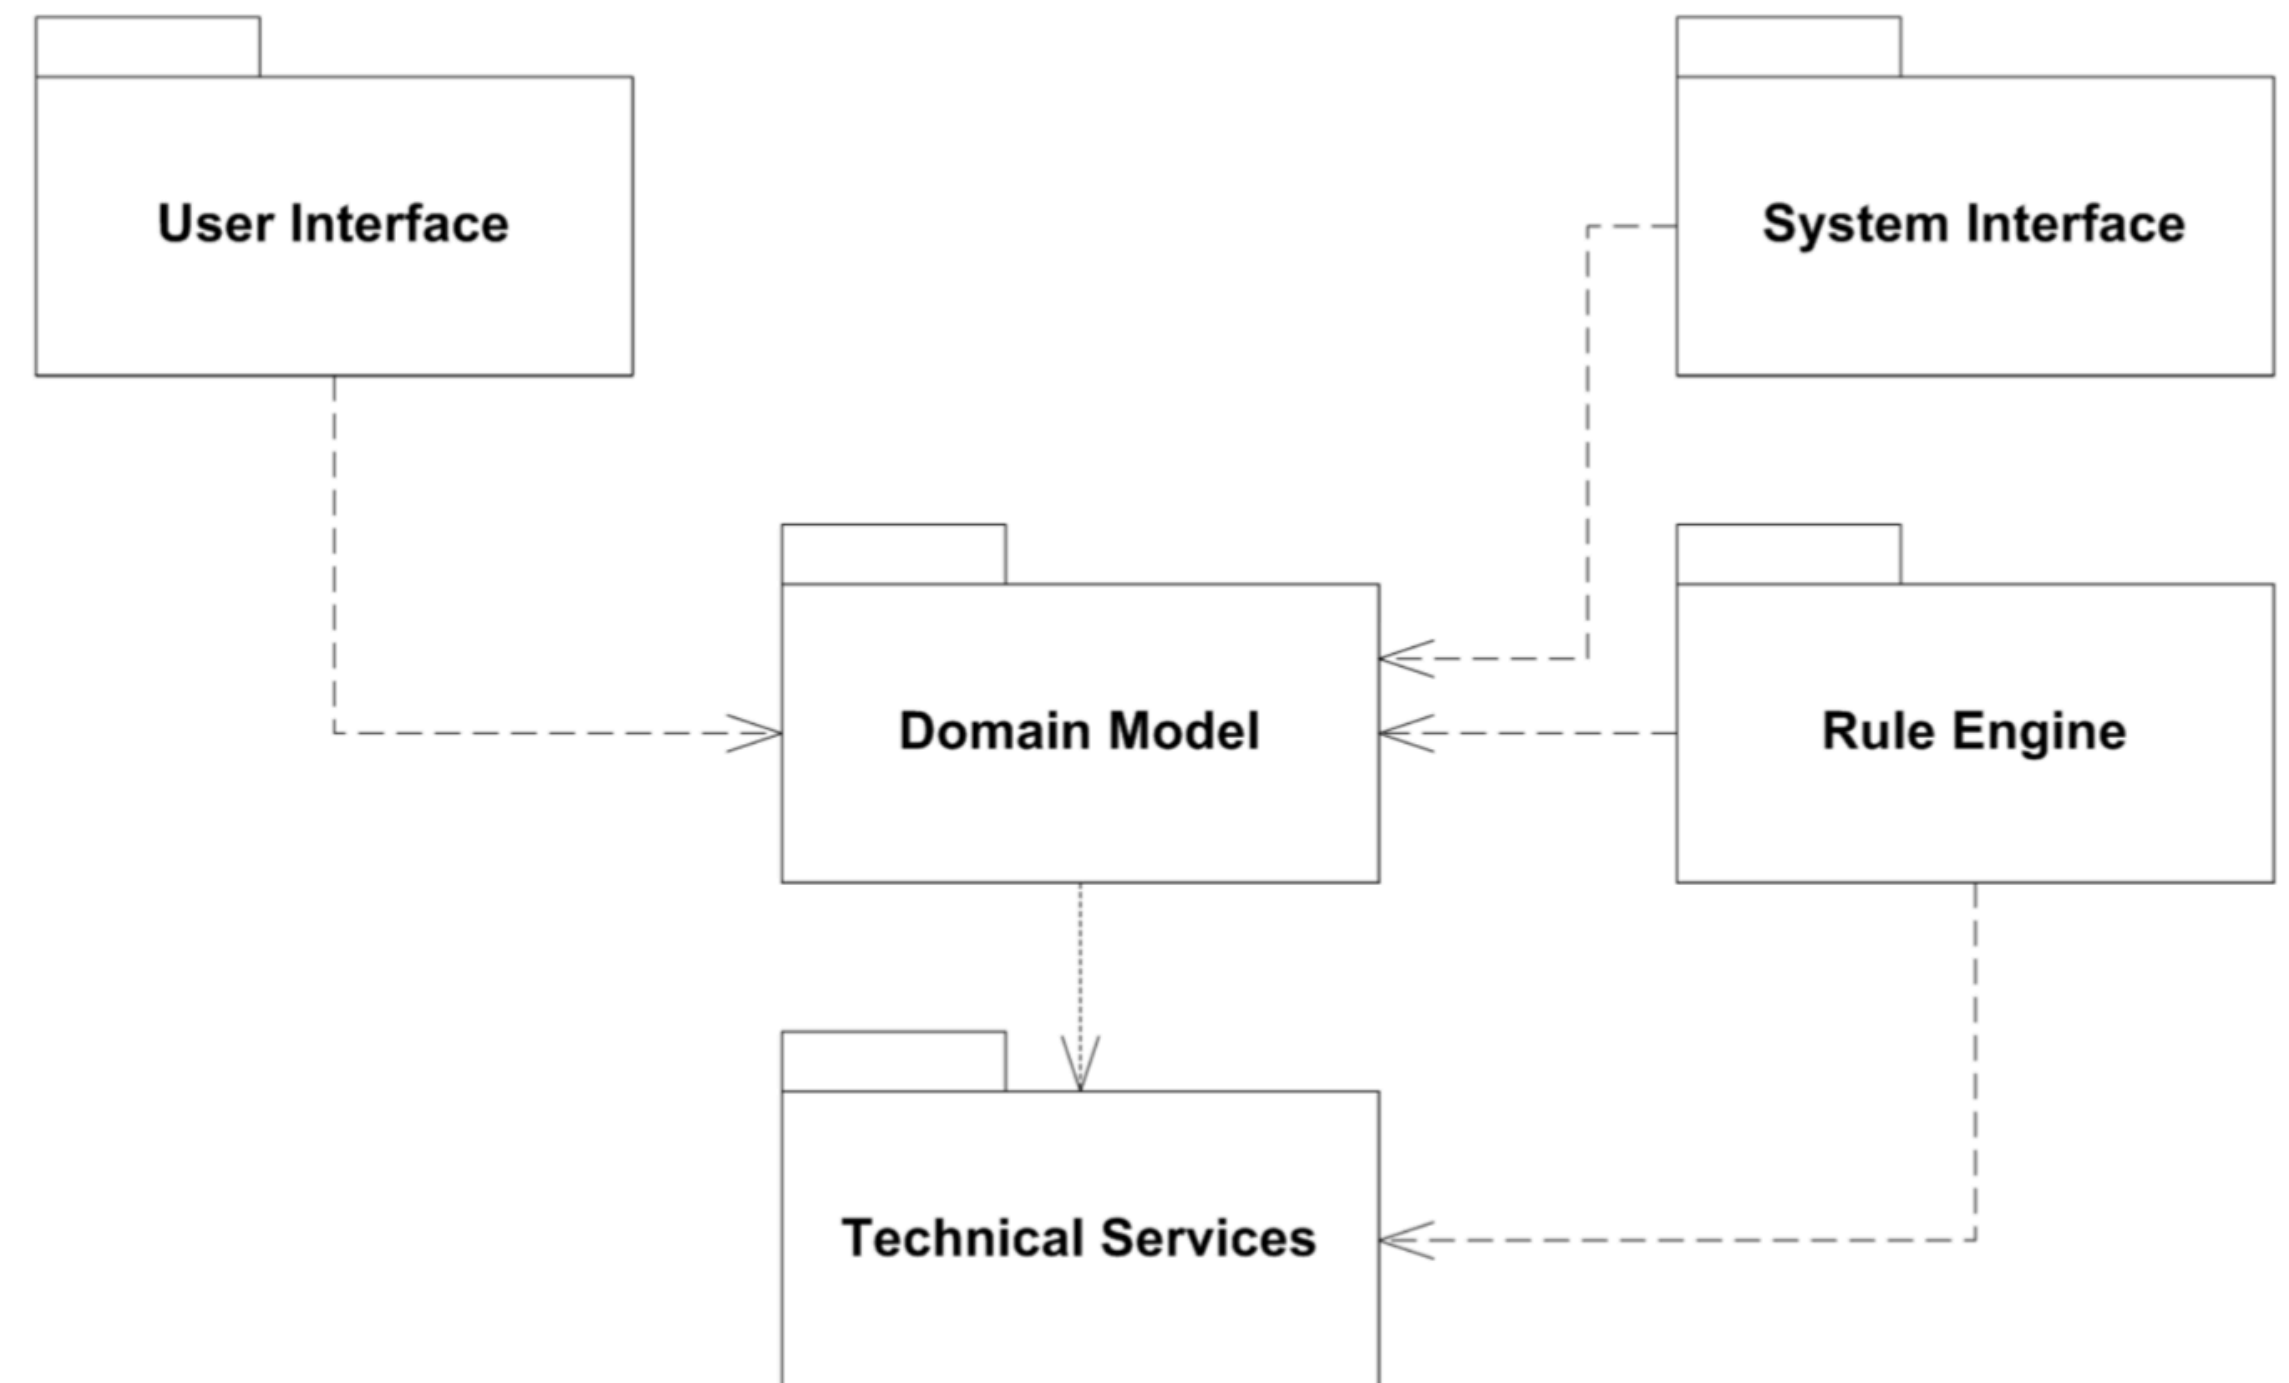 User Interface
System Interface
Domain Model
Rule Engine
Technical Services